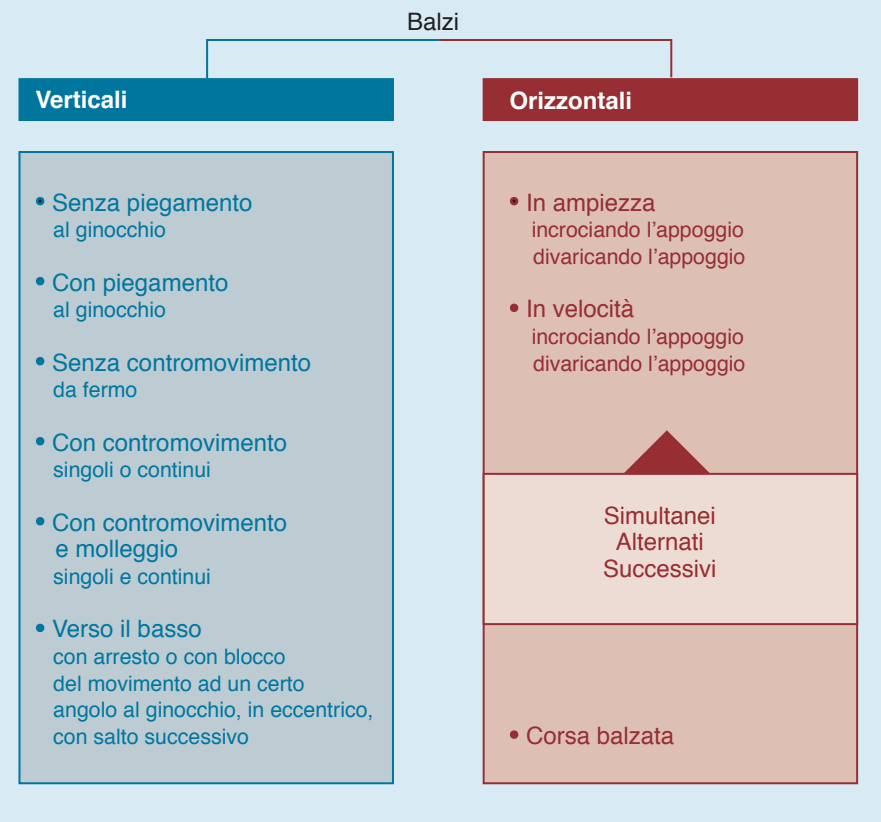 Balzi
Verticali
• Senza piegamento
al ginocchio
• Con piegamento
al ginocchio
• Senza contromovimento
da fermo
• Con contromovimento
singoli o continui
• Con contromovimento
e molleggio
singoli e continui
• Verso il basso
con arresto o con blocco
del movimento ad un certo
angolo al ginocchio, in eccentrico,
con salto successivo
Orizzontali
• In ampiezza
incrociando l’appoggio
divaricando l’appoggio
• In velocità
incrociando l’appoggio
divaricando l’appoggio
Simultanei
Alternati
Successivi
• Corsa balzata